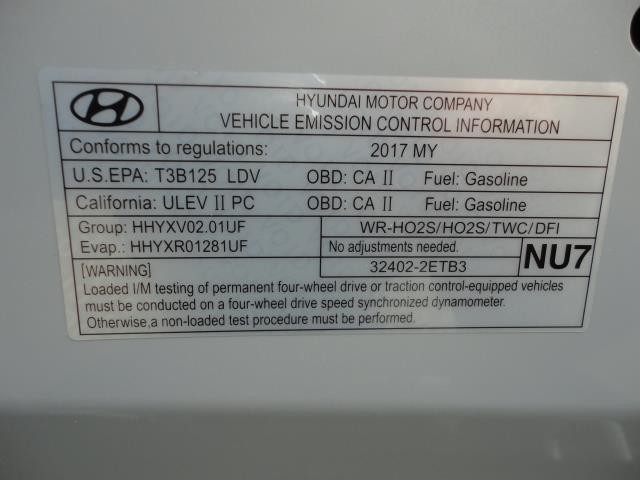 HYUNDAI MOTOR COMPANY
VEHICLE EMISSION CONTROL INFORMATION
Conforms to regulations: 2017 MY
U.S.EPA: T3B125 LDV OBD: CA II Fuel: Gasoline
California: ULEV II PC OBD: CA II Fuel: Gasoline
Group: HHYXV02.01UF WR-HO2S/HO2S/TWC/DFI
Evap.: HHYXR01281UF No adjustments needed. NU7
[WARNING] 32402-2ETB3
Loaded I/M testing of permanent four-wheel drive or traction control-equipped vehicles
must be conducted on a four-wheel drive speed synchronized dynamometer.
Otherwise,a non-loaded test procedure must be performed.